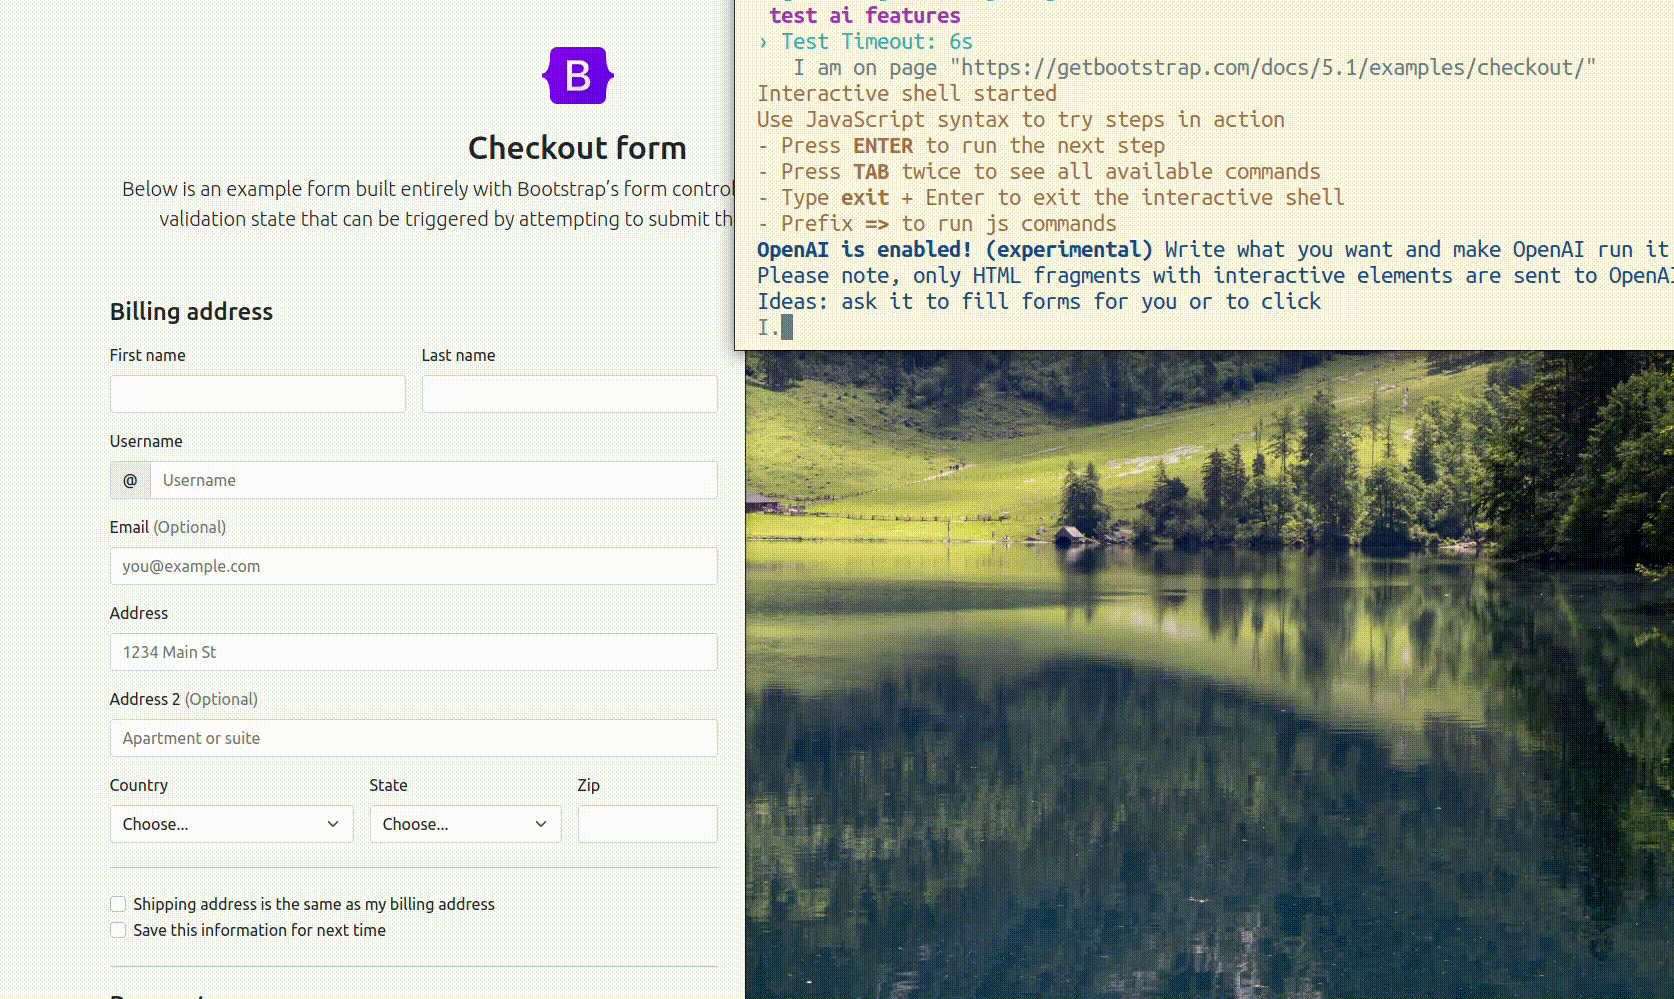 B
Checkout form
Below is an example form built entirely with Bootstrap’s form control
validation state that can be triggered by attempting to submit th
Billing address
First name
Last name
Username
@
Username
Email (Optional)
you@example.com
Address
1234 Main St
Address 2 (Optional)
Apartment or suite
Country
State
Zip
Choose...
Choose...
Shipping address is the same as my billing address
Save this information for next time
test ai features
› Test Timeout: 6s
I am on page "https://getbootstrap.com/docs/5.1/examples/checkout/"
Interactive shell started
Use JavaScript syntax to try steps in action
- Press ENTER to run the next step
- Press TAB twice to see all available commands
- Type exit + Enter to exit the interactive shell
- Prefix => to run js commands
OpenAI is enabled! (experimental) Write what you want and make OpenAI run it
Please note, only HTML fragments with interactive elements are sent to OpenAI
Ideas: ask it to fill forms for you or to click
I.